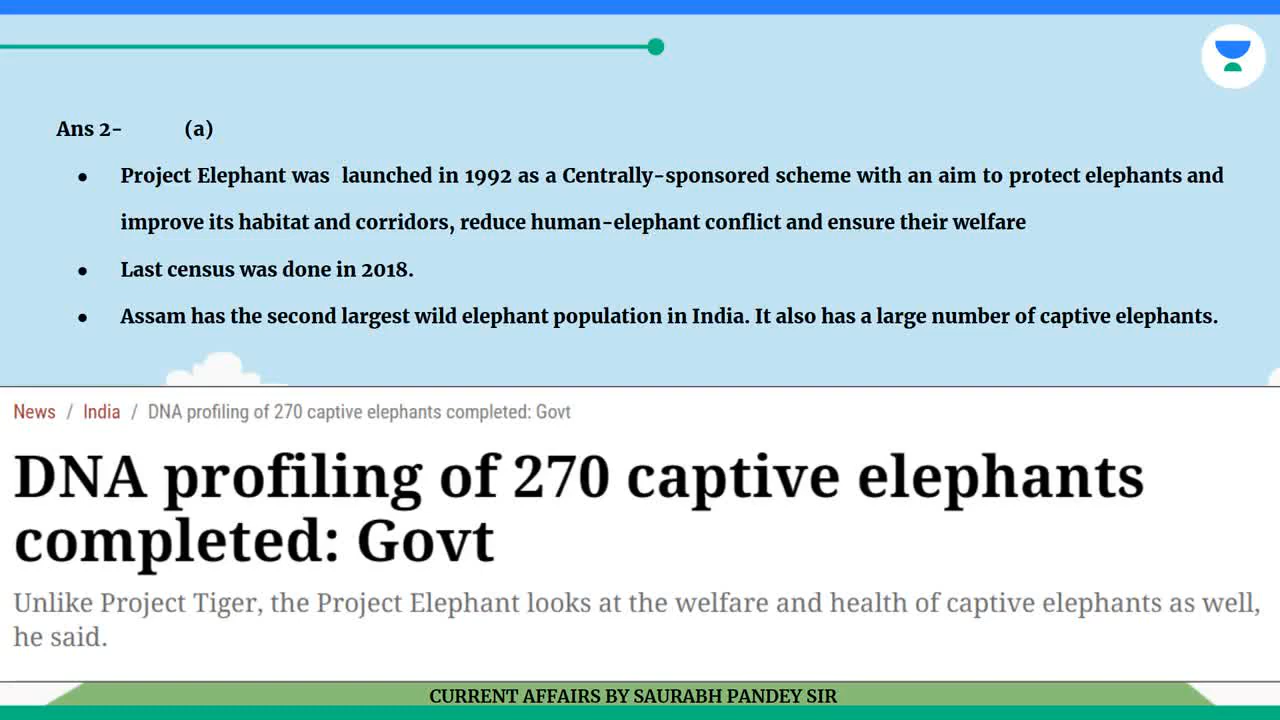 Ans 2- (a)
● Project Elephant was launched in 1992 as a Centrally-sponsored scheme with an aim to protect elephants and
improve its habitat and corridors, reduce human-elephant conflict and ensure their welfare
● Last census was done in 2018.
● Assam has the second largest wild elephant population in India. It also has a large number of captive elephants.
News / India / DNA profiling of 270 captive elephants completed: Govt
DNA profiling of 270 captive elephants
completed: Govt
Unlike Project Tiger, the Project Elephant looks at the welfare and health of captive elephants as well,
he said.
CURRENT AFFAIRS BY SAURABH PANDEY SIR